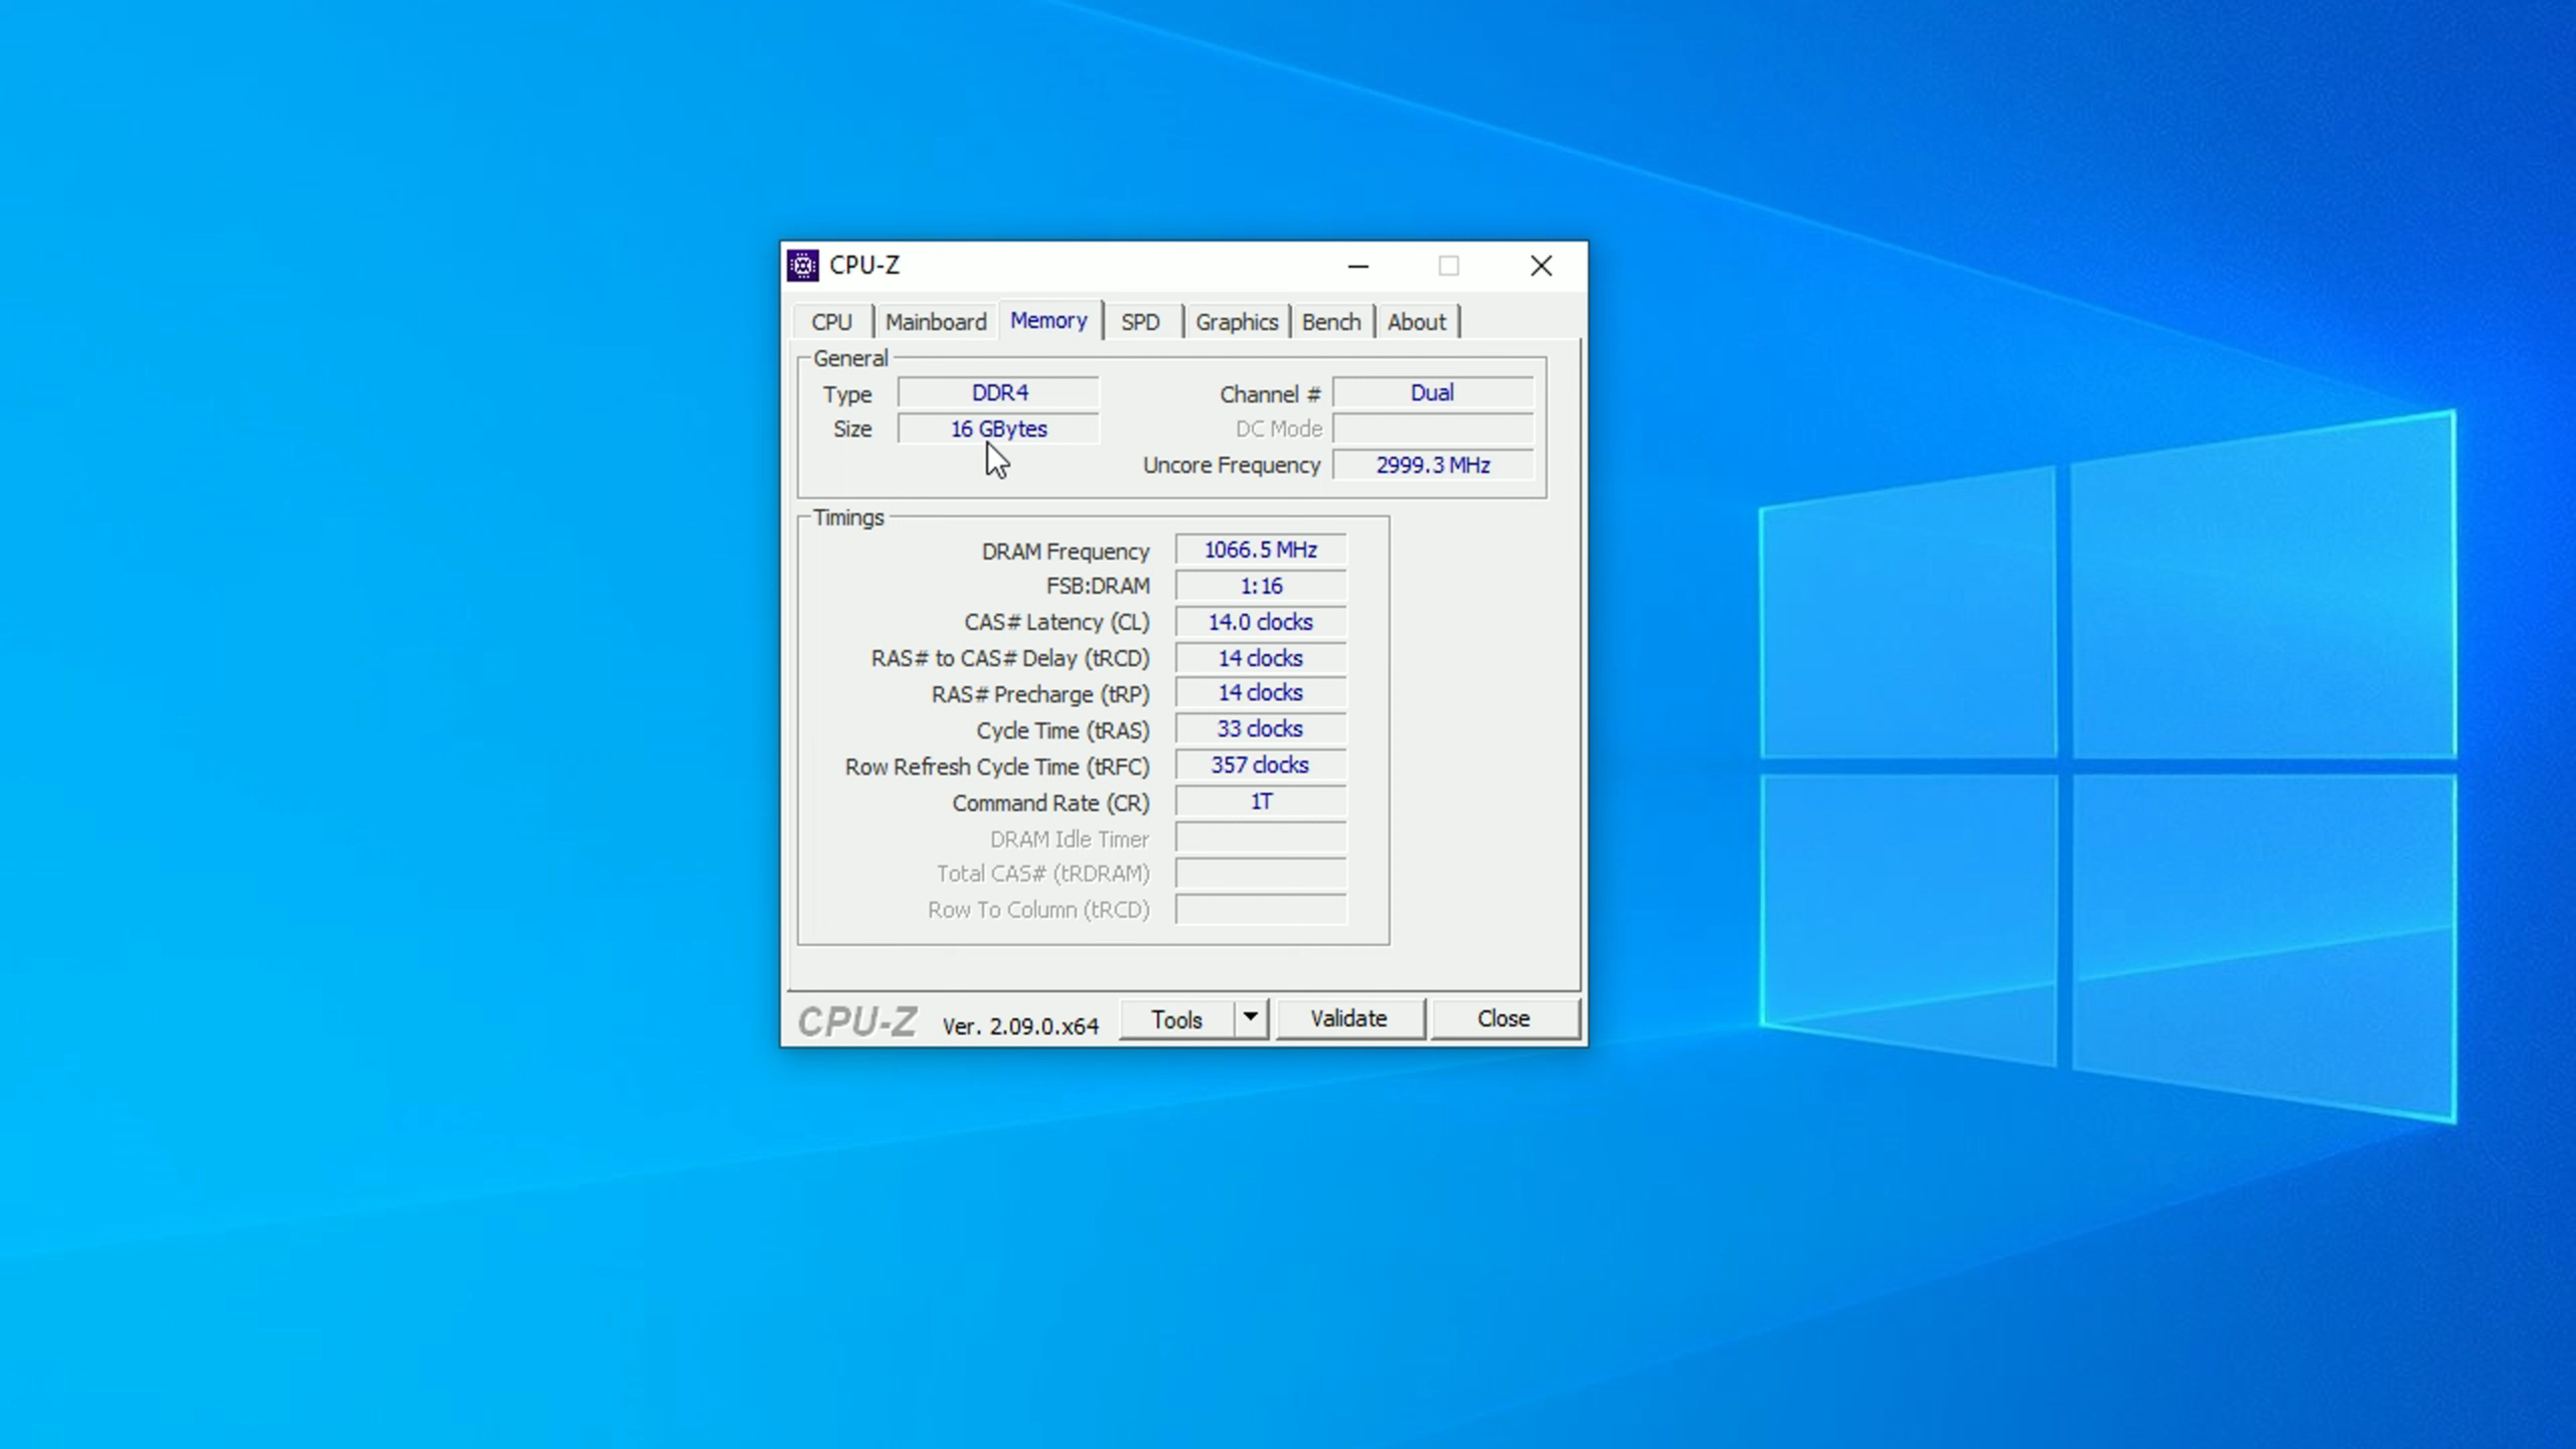 CPU-Z
CPU Mainboard Memory SPD Graphics Bench About
General
Type DDR4 Channel # Dual
Size 16 GBytes DC Mode
Uncore Frequency 2999.3 MHz
Timings
DRAM Frequency 1066.5 MHz
FSB:DRAM 1:16
CAS# Latency (CL) 14.0 clocks
RAS# to CAS# Delay (tRCD) 14 clocks
RAS# Precharge (tRP) 14 clocks
Cycle Time (tRAS) 33 clocks
Row Refresh Cycle Time (tRFC) 357 clocks
Command Rate (CR) 1T
DRAM Idle Timer
Total CAS# (tRDRAM)
Row To Column (tRCD)
CPU-Z Ver. 2.09.0.x64 Tools Validate Close